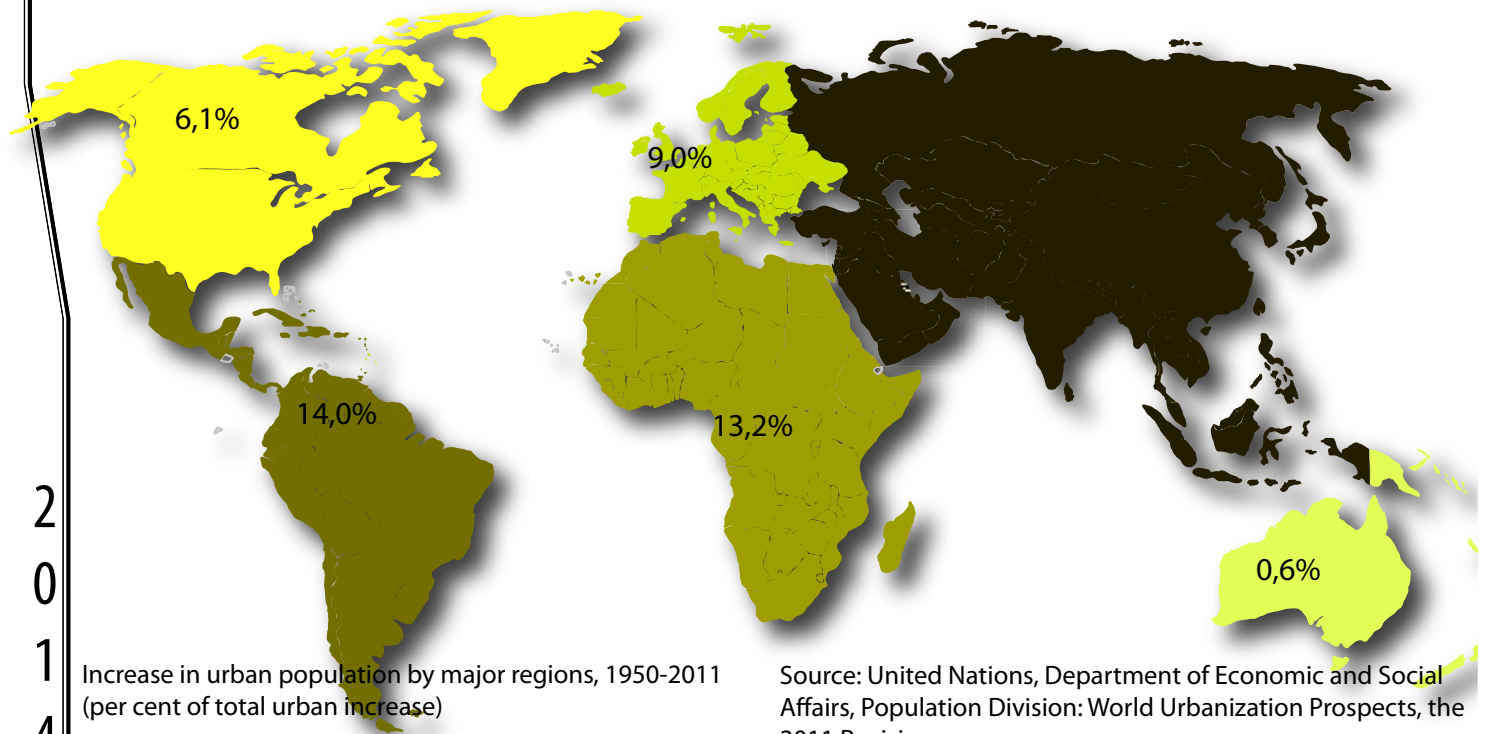 6,1%
9,0%
14,0%
13,2%
0,6%
2
0
1
4
Increase in urban population by major regions, 1950-2011
(per cent of total urban increase)
Source: United Nations, Department of Economic and Social
Affairs, Population Division: World Urbanization Prospects, the